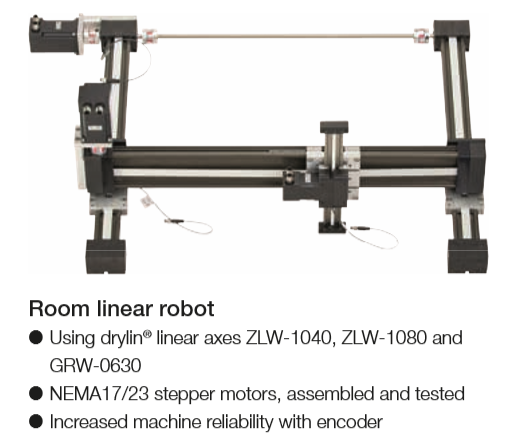 Room linear robot
● Using drylin® linear axes ZLW-1040, ZLW-1080 and
GRW-0630
● NEMA17/23 stepper motors, assembled and tested
● Increased machine reliability with encoder